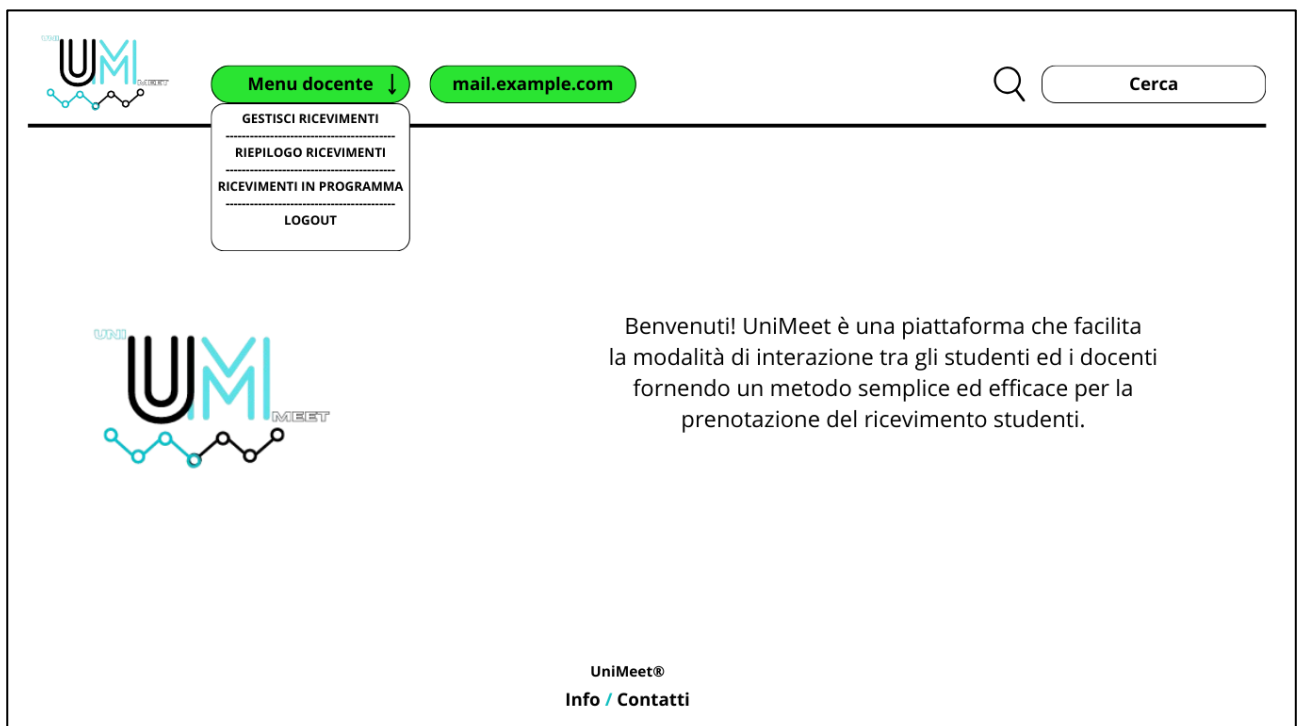 UNI
UM
MEET
Menu docente ↓
mail.example.com
Cerca
GESTISCI RICEVIMENTI
RIEPILOGO RICEVIMENTI
RICEVIMENTI IN PROGRAMMA
LOGOUT
UNI
UM
MEET
Benvenuti! UniMeet è una piattaforma che facilita
la modalità di interazione tra gli studenti ed i docenti
fornendo un metodo semplice ed efficace per la
prenotazione del ricevimento studenti.
UniMeet®
Info / Contatti